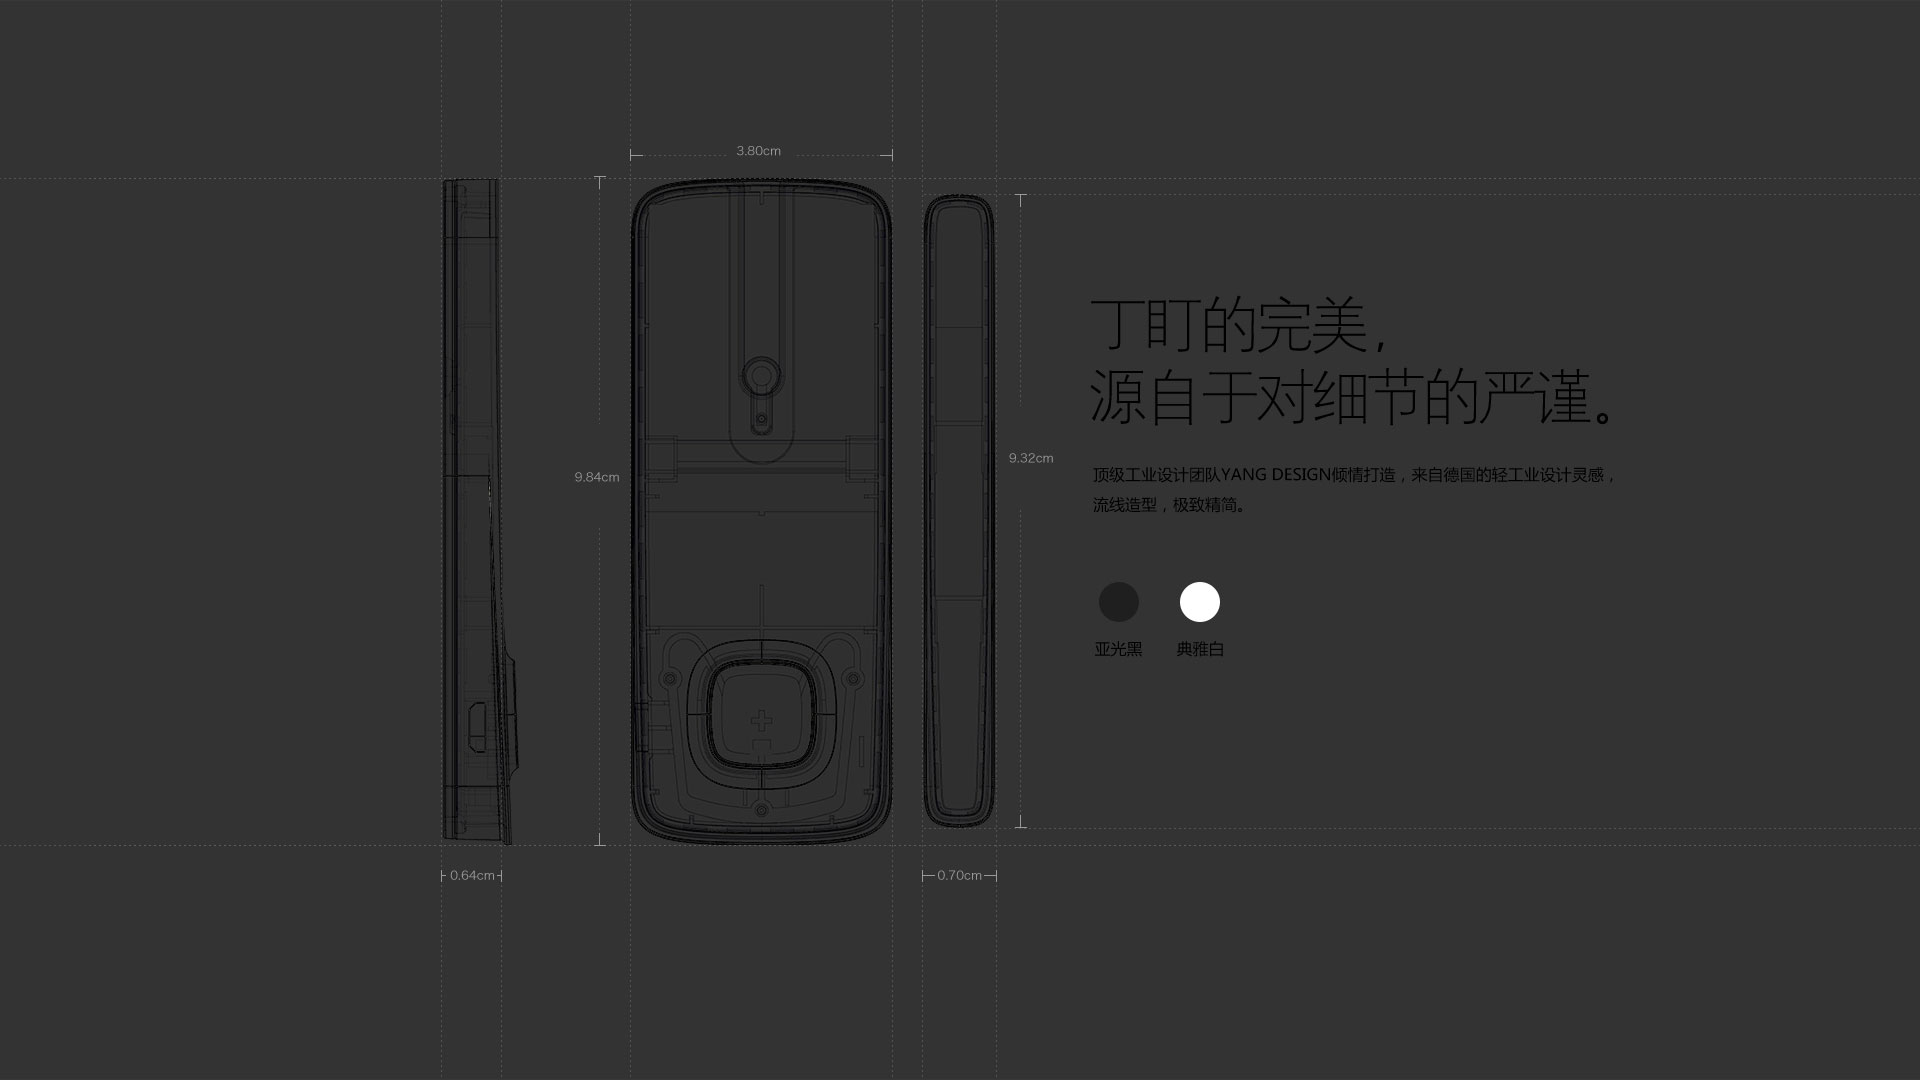 3.80cm
丁盯的完美，
源自于对细节的严谨。
9.32cm
9.84cm
顶级工业设计团队YANG DESIGN倾情打造，来自德国的轻工业设计灵感，
流线造型，极致精简。
亚光黑
典雅白
0.64cm
0.70cm